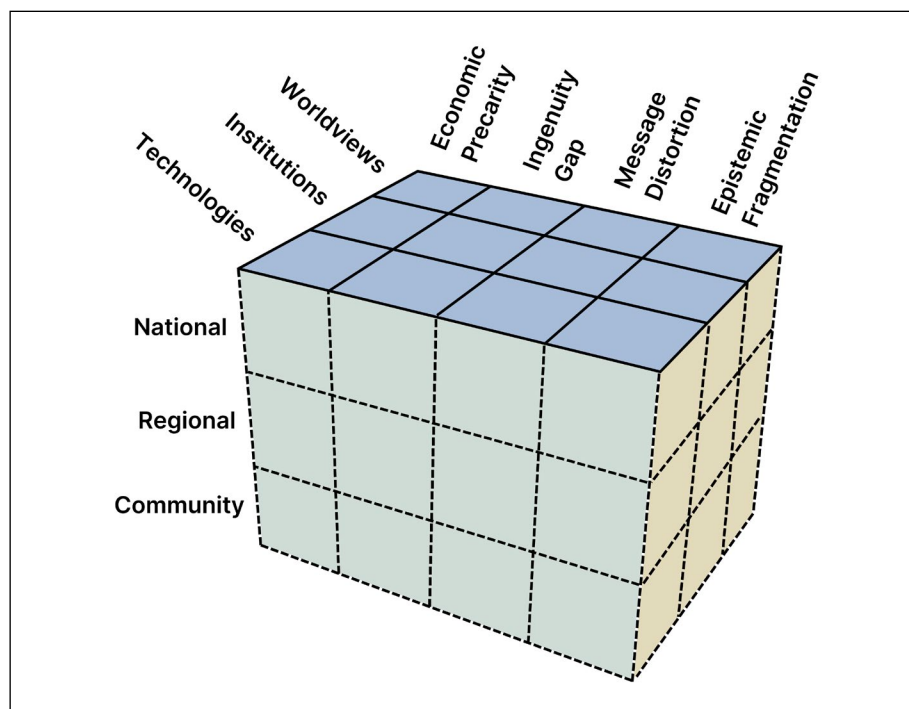 Technologies
Institutions
Worldviews
Economic
Precarity
Ingenuity
Gap
Message
Distortion
Epistemic
Fragmentation
National
Regional
Community